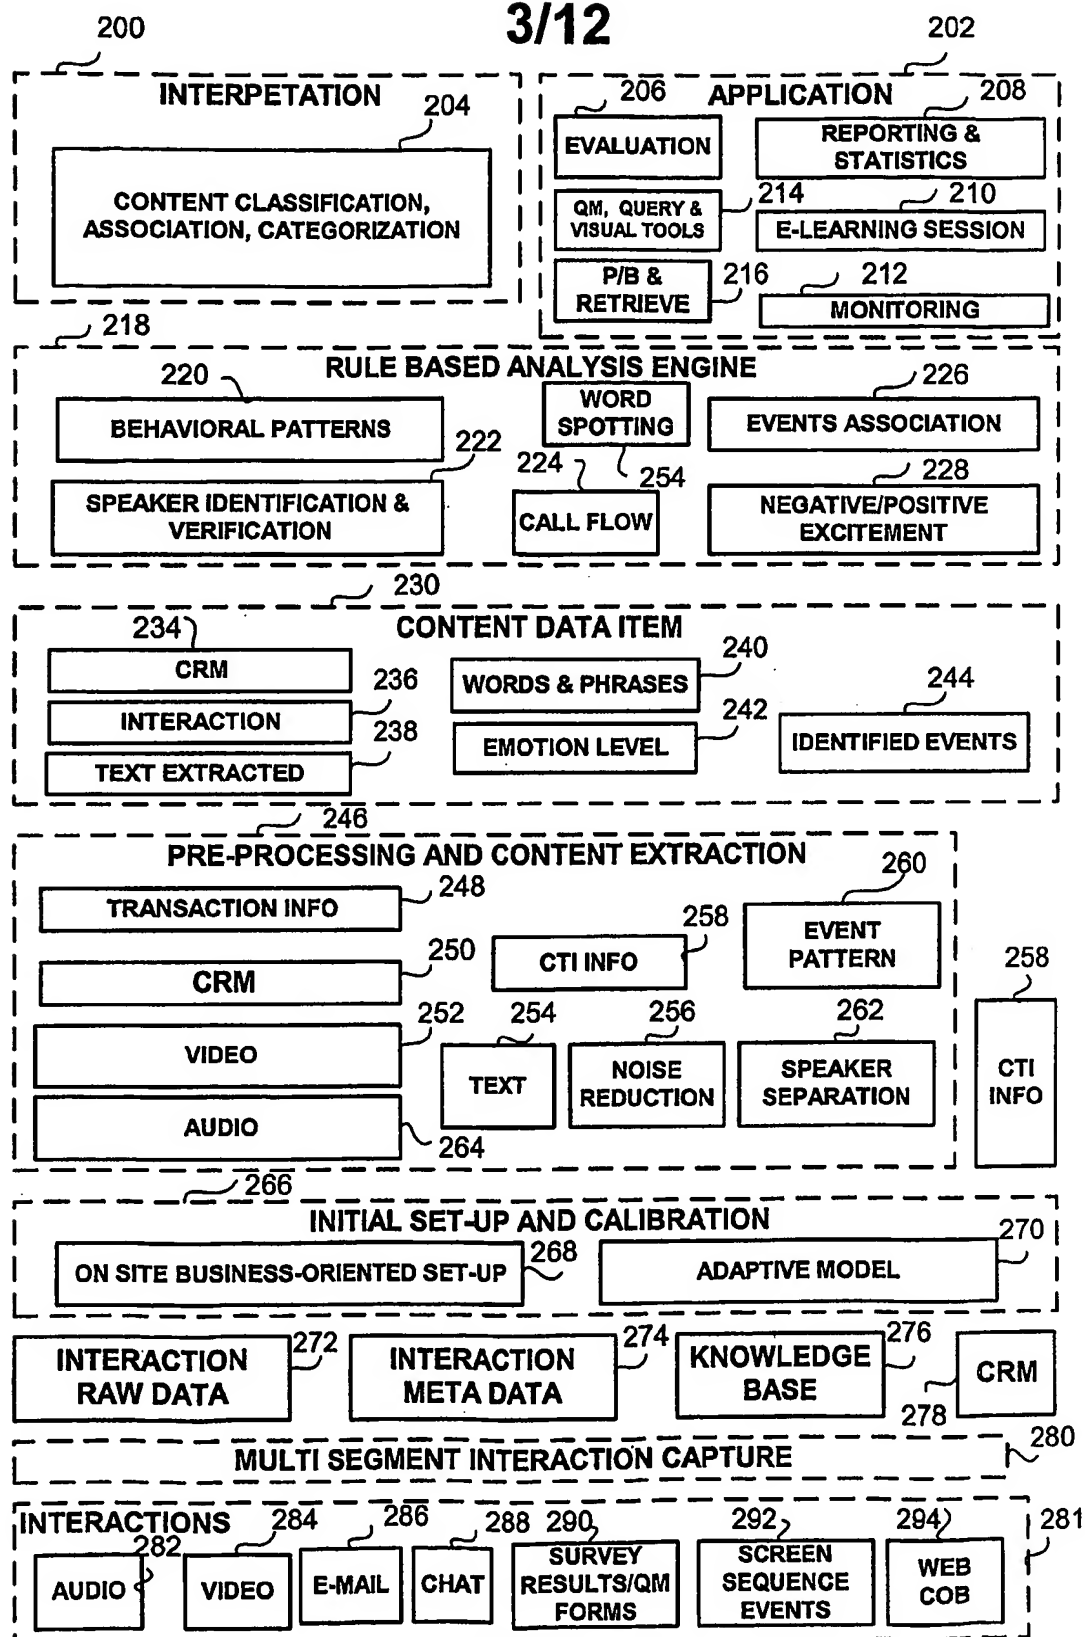 3/12
200
202
INTERPETATION
204
CONTENT CLASSIFICATION,
ASSOCIATION, CATEGORIZATION
APPLICATION
206
208
EVALUATION
REPORTING &
STATISTICS
214
210
QM, QUERY &
VISUAL TOOLS
E-LEARNING SESSION
P/B &
RETRIEVE
216
212
MONITORING
218
RULE BASED ANALYSIS ENGINE
220
226
BEHAVIORAL PATTERNS
WORD
SPOTTING
EVENTS ASSOCIATION
222
224
254
228
SPEAKER IDENTIFICATION &
VERIFICATION
CALL FLOW
NEGATIVE/POSITIVE
EXCITEMENT
230
CONTENT DATA ITEM
234
CRM
240
WORDS & PHRASES
236
INTERACTION
244
242
238
EMOTION LEVEL
IDENTIFIED EVENTS
TEXT EXTRACTED
246
PRE-PROCESSING AND CONTENT EXTRACTION
248
TRANSACTION INFO
260
EVENT
PATTERN
258
CTI INFO
250
CRM
258
CTI
INFO
252
VIDEO
254
TEXT
256
NOISE
REDUCTION
262
SPEAKER
SEPARATION
AUDIO
264
266
INITIAL SET-UP AND CALIBRATION
268
ON SITE BUSINESS-ORIENTED SET-UP
270
ADAPTIVE MODEL
272
INTERACTION
RAW DATA
274
INTERACTION
META DATA
276
KNOWLEDGE
BASE
278
CRM
MULTI SEGMENT INTERACTION CAPTURE
280
INTERACTIONS
281
282
AUDIO
284
VIDEO
286
E-MAIL
288
CHAT
290
SURVEY
RESULTS/QM
FORMS
292
SCREEN
SEQUENCE
EVENTS
294
WEB
COB